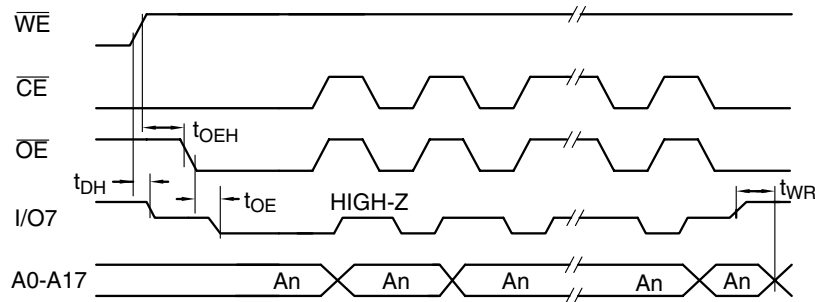 WE
CE
tOEH
OE
tDH
tOE
HIGH-Z
tWR
I/O7
A0-A17 An An An An An